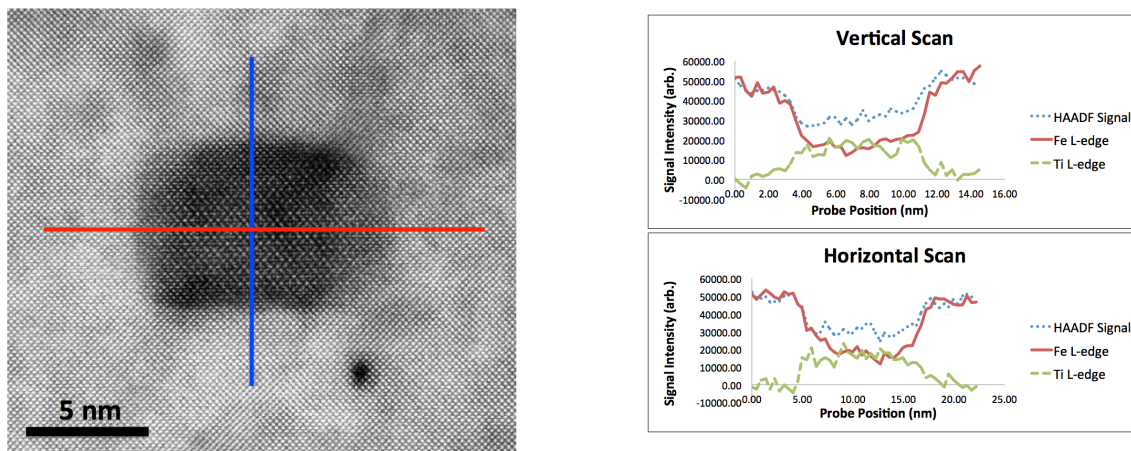 5 nm
Vertical Scan
Signal Intensity (arb.)
60000.00
50000.00
40000.00
30000.00
20000.00
10000.00
0.00
-10000.00
0.00 2.00 4.00 6.00 8.00 10.00 12.00 14.00 16.00
Probe Position (nm)
HAADF Signal
Fe L-edge
Ti L-edge
Horizontal Scan
Signal Intensity (arb.)
60000.00
50000.00
40000.00
30000.00
20000.00
10000.00
0.00
-10000.00
0.00 5.00 10.00 15.00 20.00 25.00
Probe Position (nm)
HAADF Signal
Fe L-edge
Ti L-edge